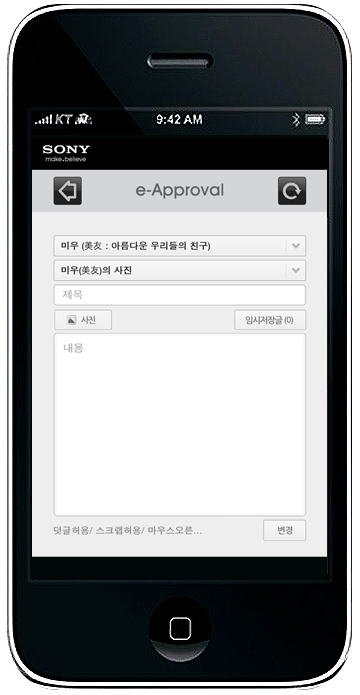 KT 9:42 AM
SONY
make.believe
e-Approval
미우 (美友 : 아름다운 우리들의 친구)
미우(美友)의 사진
제목
사진 임시저장글 (0)
내용
덧글허용/ 스크랩허용/ 마우스오른...
변경